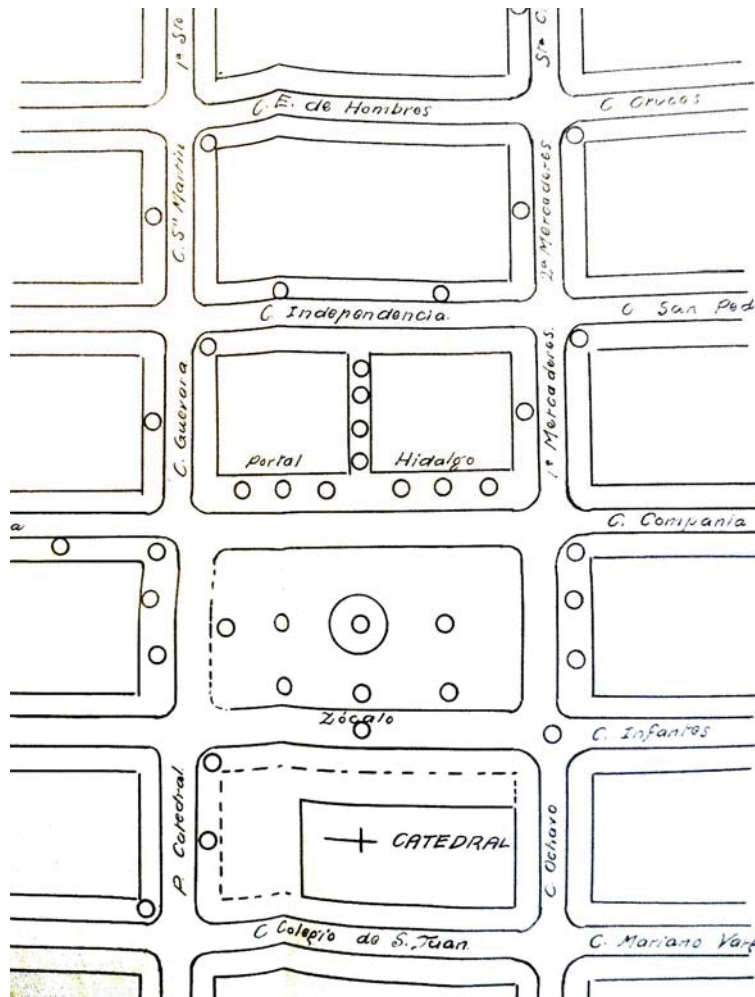 1ª Sto
Sta C
C. E. de Hombres
C Cruces
C. Sn Martin
2ª Mercaderes
C. Independencia.
C San Ped
C. Guevara
1ª Mercaderes.
Portal
Hidalgo
a
C. Compania
Zócalo
C. Infantes
P. Catedral
CATEDRAL
C Ochavo
C Colegio de S. Juan
C. Mariano Varg